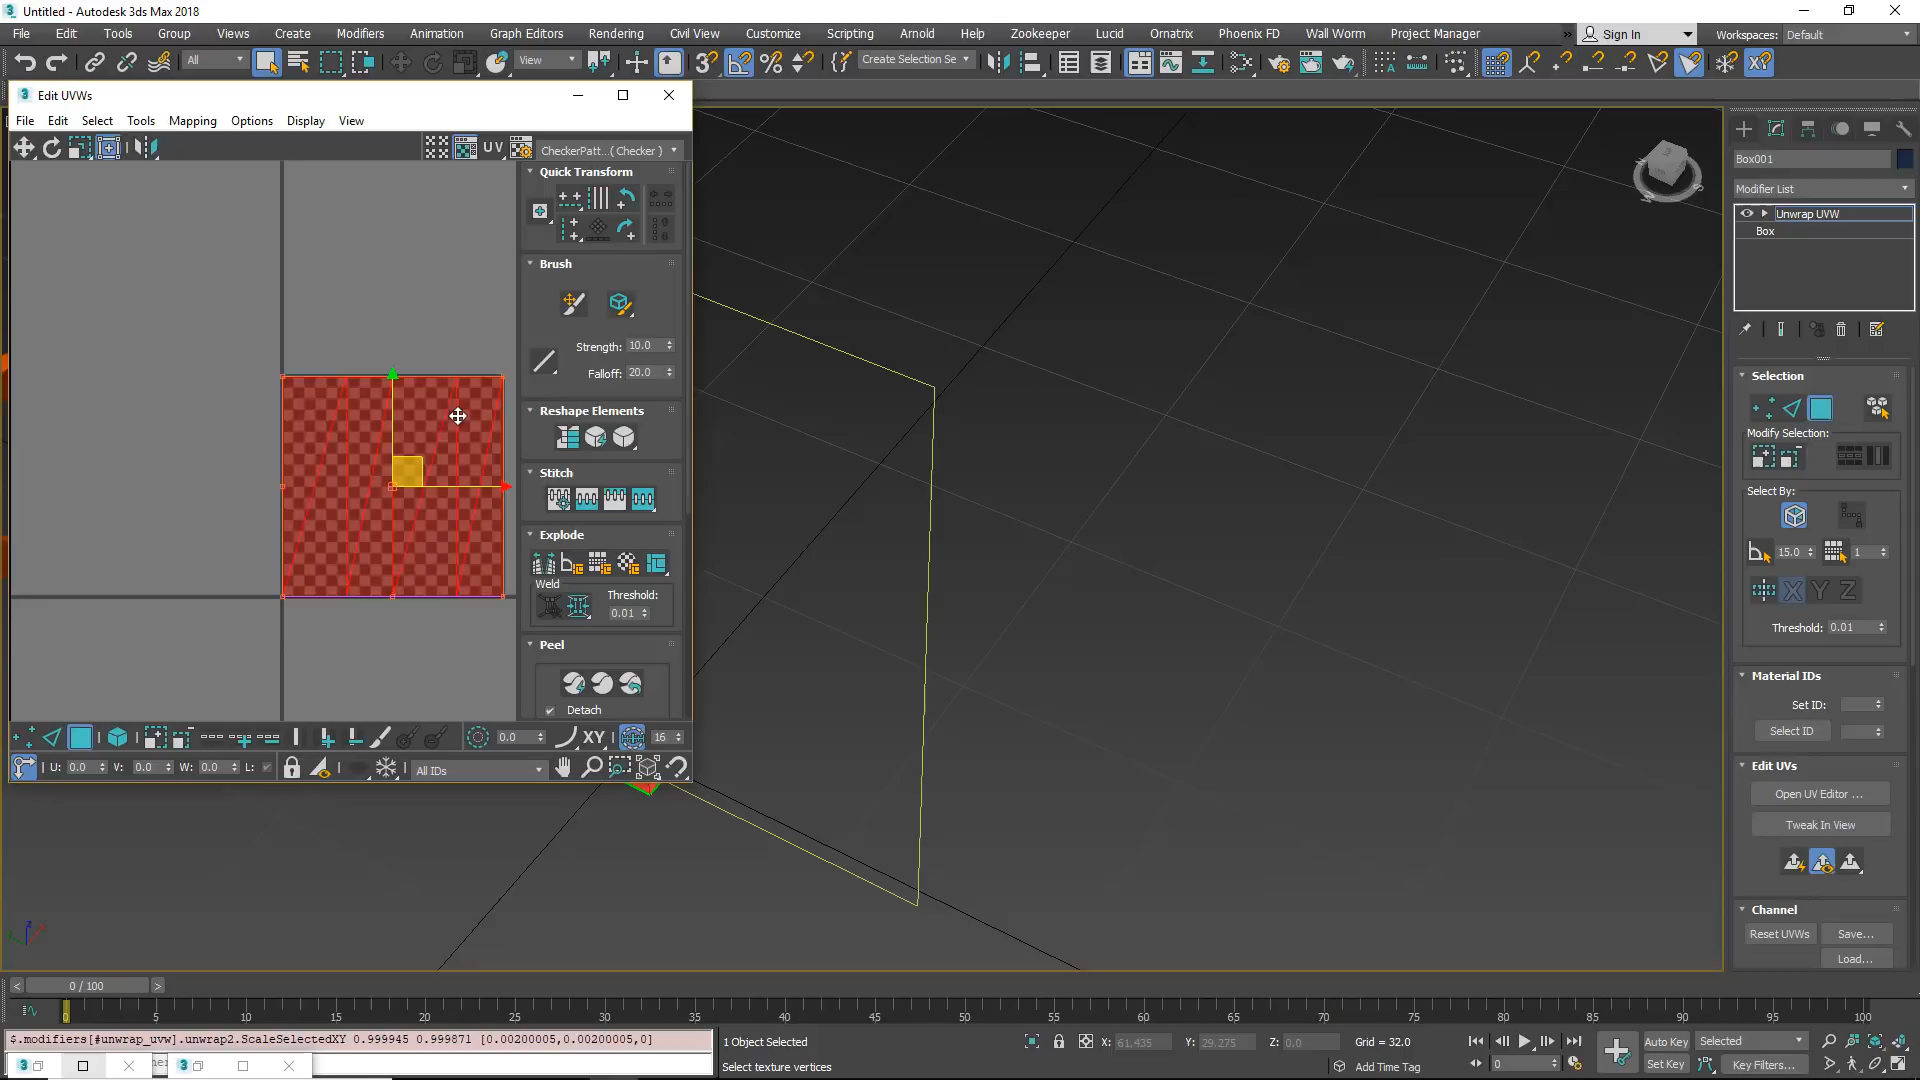 Untitled - Autodesk 3ds Max 2018
File Edit Tools Group Views Create Modifiers Animation Graph Editors Rendering Civil View Customize Scripting Arnold Help Zookeeper Lucid Ornatrix Phoenix FD Wall Worm Project Manager » Sign In Workspaces: Default
All View Create Selection Se
Edit UVWs
File Edit Select Tools Mapping Options Display View
UV CheckerPatt...( Checker )
Quick Transform
Brush
Strength: 10.0
Falloff: 20.0
Reshape Elements
Stitch
Explode
Weld
Threshold:
0.01
Peel
Detach
0.0 XY 16
U: 0.0 V: 0.0 W: 0.0 L: All IDs
Box001
Modifier List
Unwrap UVW
Box
Selection
Modify Selection:
Select By:
15.0 1
X Y Z
Threshold: 0.01
Material IDs
Set ID:
Select ID
Edit UVs
Open UV Editor ...
Tweak In View
Channel
Reset UVWs Save...
Load...
< 0 / 100 >
0 5 10 15 20 25 30 35 40 45 50 55 60 65 70 75 80 85 90 95 100
$.modifiers[#unwrap_uvw].unwrap2.ScaleSelectedXY 0.999945 0.999871 [0.00200005,0.00200005,0]
1 Object Selected X: 61.435 Y: 29.275 Z: 0.0 Grid = 32.0 Auto Key Selected
Select texture vertices Add Time Tag 0 Set Key Key Filters...